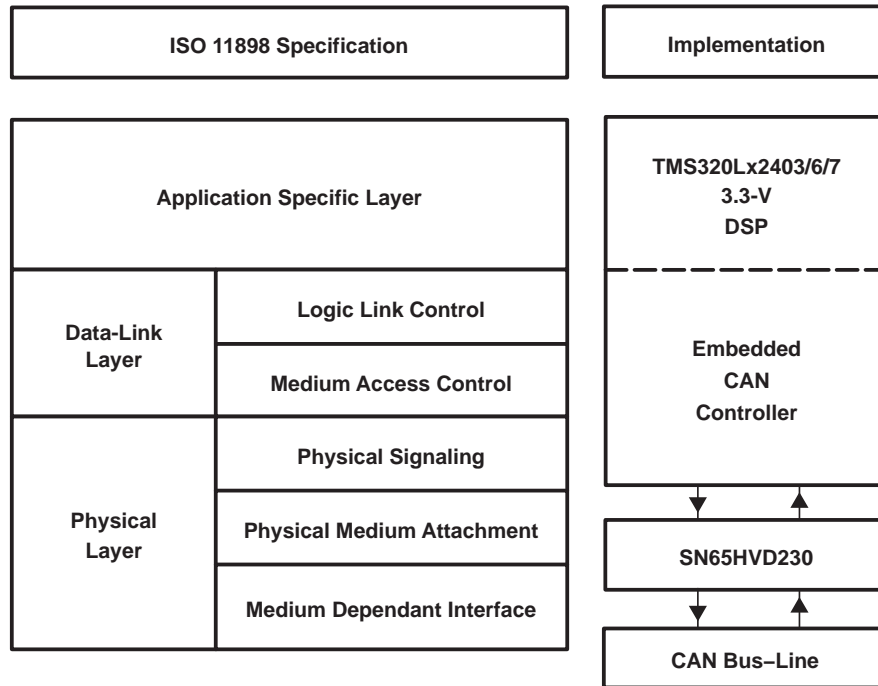 ISO 11898 Specification
Implementation
Application Specific Layer
TMS320Lx2403/6/7
3.3-V
DSP
Data-Link
Layer
Logic Link Control
Medium Access Control
Embedded
CAN
Controller
Physical
Layer
Physical Signaling
Physical Medium Attachment
Medium Dependant Interface
SN65HVD230
CAN Bus–Line